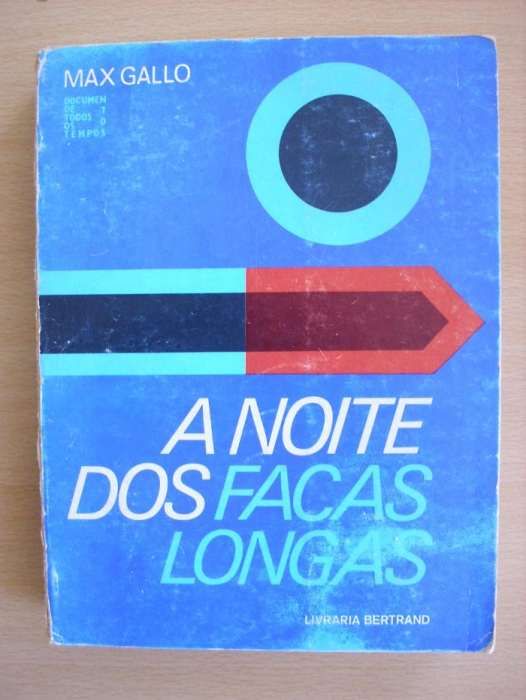 MAX GALLO
DOCUMEN
DE T
TODOS O
OS D
TEMPOS
A NOITE
DOS FACAS
LONGAS
LIVRARIA BERTRAND